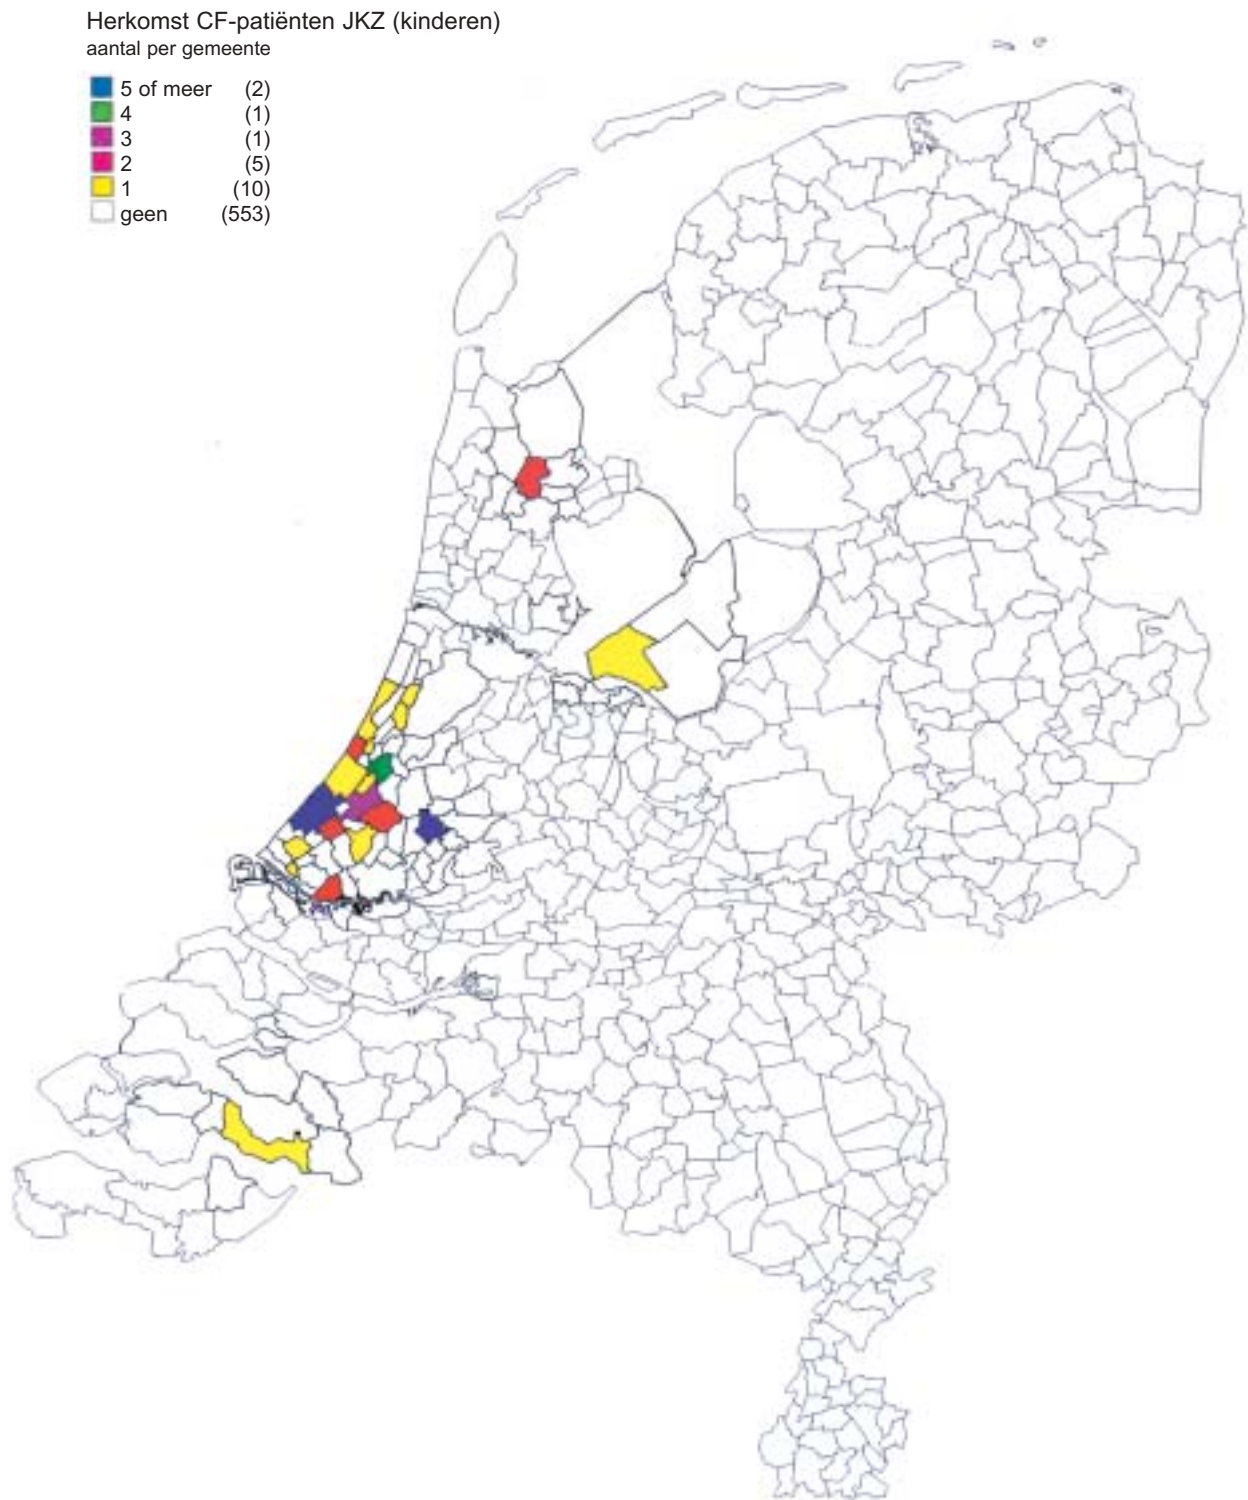 Herkomst CF-patiënten JKZ (kinderen)
aantal per gemeente
5 of meer (2)
4 (1)
3 (1)
2 (5)
1 (10)
geen (553)